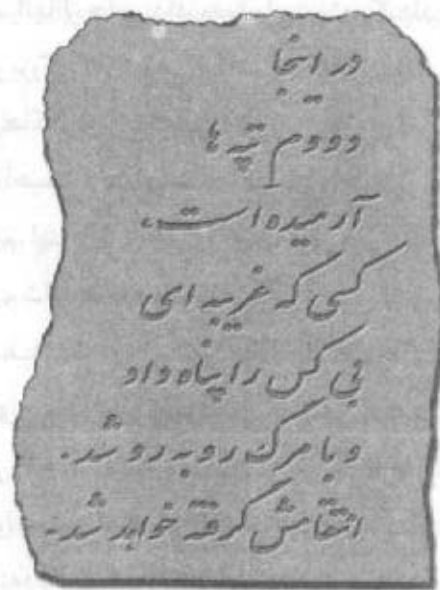 در اینجا
دووم تپه ها
آرمیده است،
کسی که غریبه ای
بی کس را پناه داد
و با مرگ روبه رو شد.
انتقامش گرفته خواهد شد.